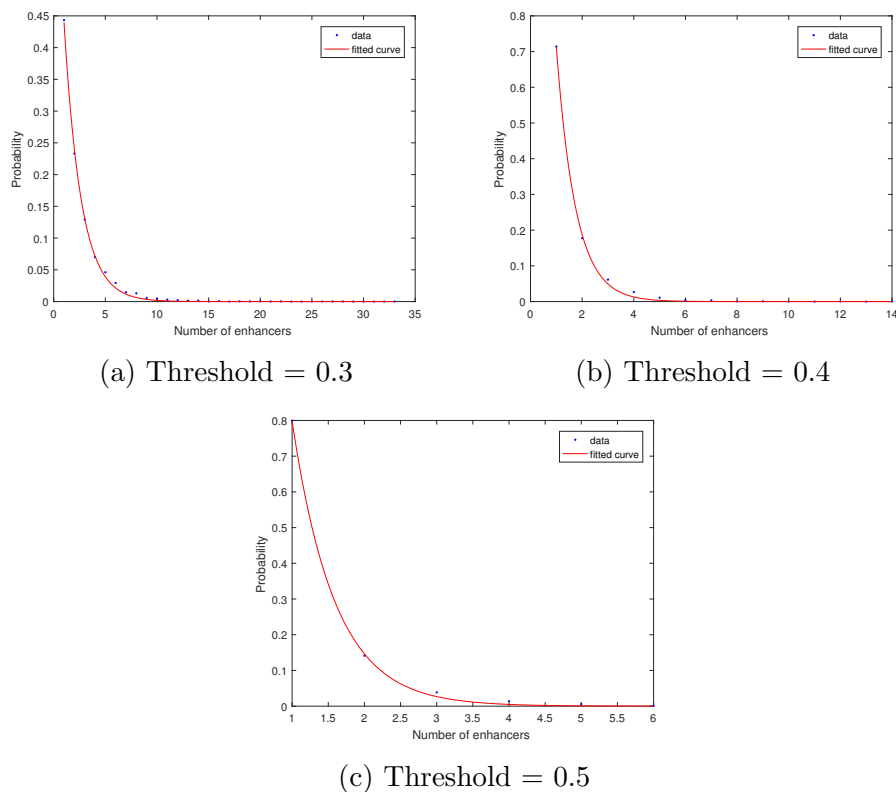 0.45
0.4
0.35
0.3
0.25
0.2
0.15
0.1
0.05
0
Probability
data
fitted curve
0 5 10 15 20 25 30 35
Number of enhancers
(a) Threshold = 0.3
0.8
0.7
0.6
0.5
0.4
0.3
0.2
0.1
0
Probability
data
fitted curve
0 2 4 6 8 10 12 14
Number of enhancers
(b) Threshold = 0.4
0.8
0.7
0.6
0.5
0.4
0.3
0.2
0.1
0
Probability
data
fitted curve
1 1.5 2 2.5 3 3.5 4 4.5 5 5.5 6
Number of enhancers
(c) Threshold = 0.5